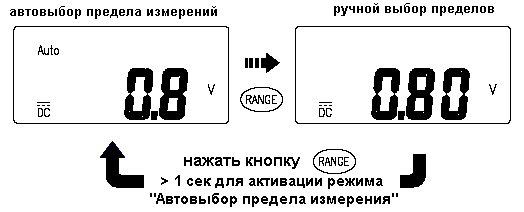 автовыбор предела измерений
ручной выбор пределов
Auto
0.8 V
DC
RANGE
0.80 V
DC
нажать кнопку RANGE
> 1 сек для активации режима
"Автовыбор предела измерения"